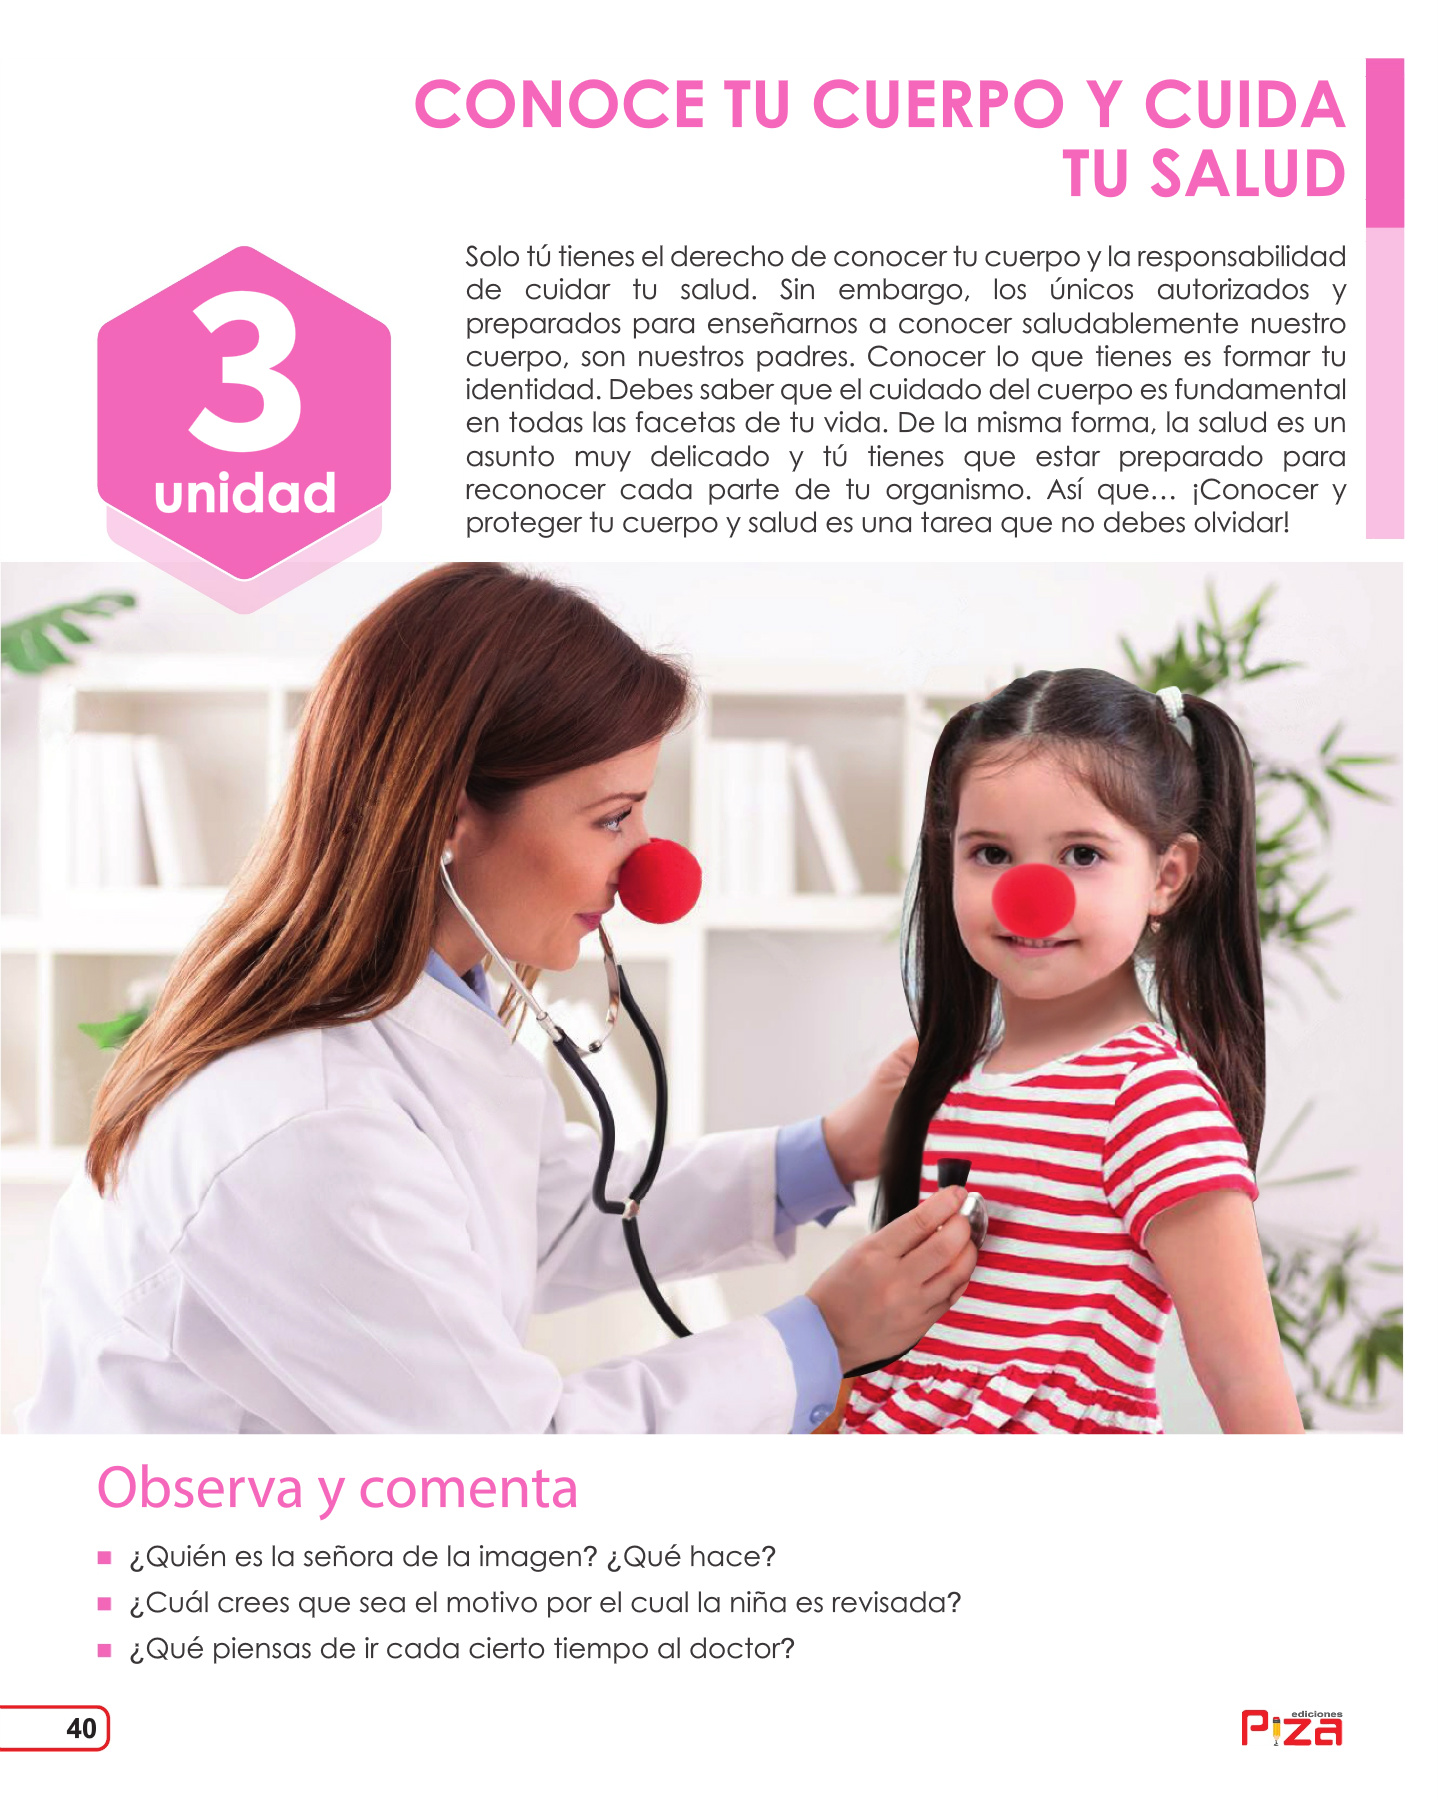 CONOCE TU CUERPO Y CUIDA
TU SALUD
3
unidad
Solo tú tienes el derecho de conocer tu cuerpo y la responsabilidad
de cuidar tu salud. Sin embargo, los únicos autorizados y
preparados para enseñarnos a conocer saludablemente nuestro
cuerpo, son nuestros padres. Conocer lo que tienes es formar tu
identidad. Debes saber que el cuidado del cuerpo es fundamental
en todas las facetas de tu vida. De la misma forma, la salud es un
asunto muy delicado y tú tienes que estar preparado para
reconocer cada parte de tu organismo. Así que... ¡Conocer y
proteger tu cuerpo y salud es una tarea que no debes olvidar!
Observa y comenta
¿Quién es la señora de la imagen? ¿Qué hace?
¿Cuál crees que sea el motivo por el cual la niña es revisada?
¿Qué piensas de ir cada cierto tiempo al doctor?
40
ediciones
Piza